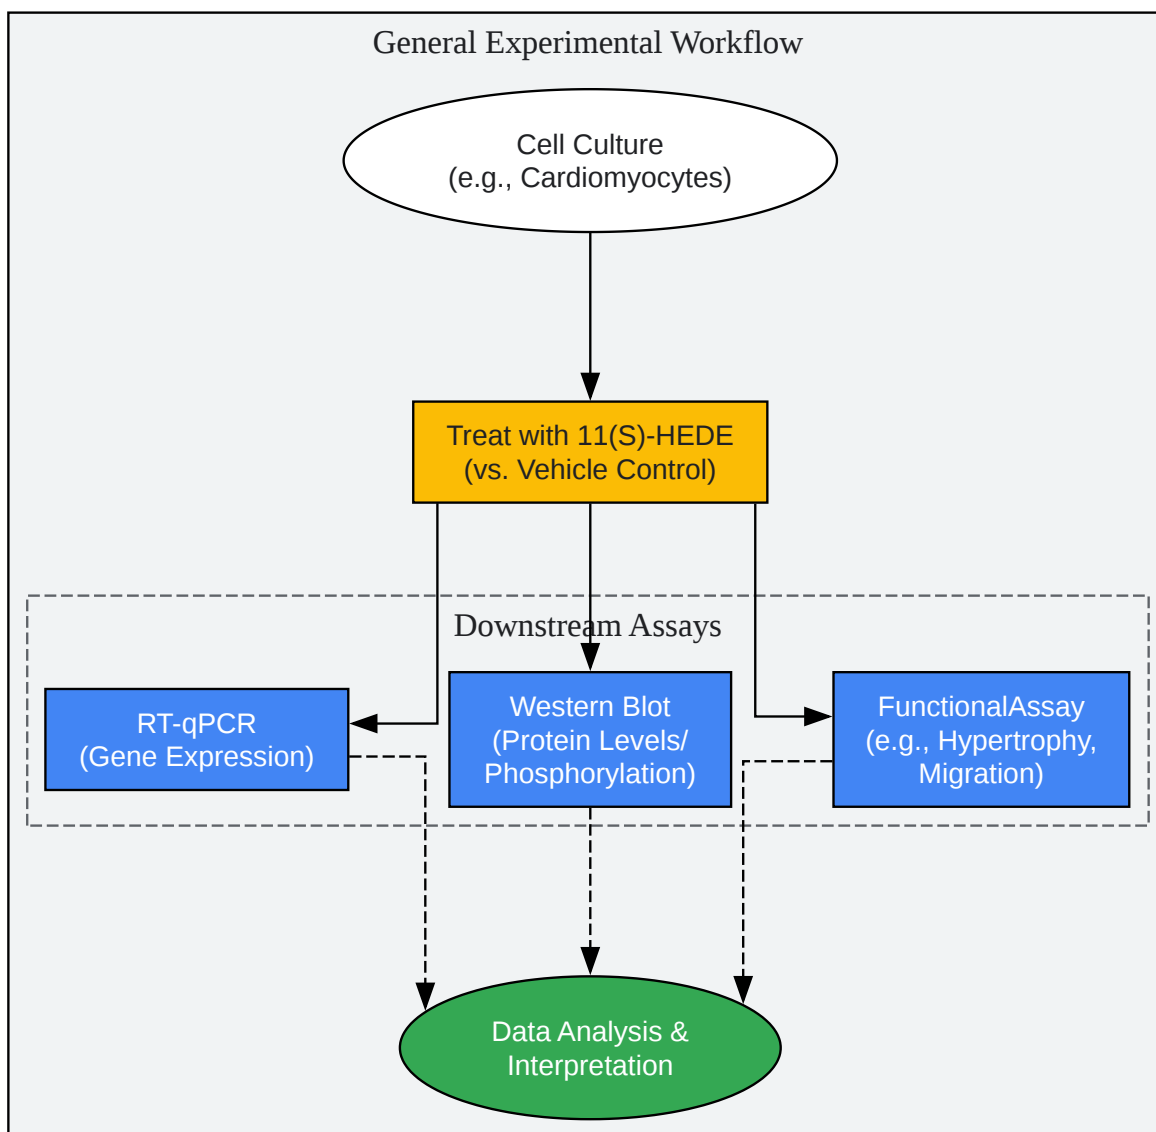 General Experimental Workflow
Cell Culture
(e.g., Cardiomyocytes)
Treat with 11(S)-HEDE
(vs. Vehicle Control)
Downstream Assays
RT-qPCR
(Gene Expression)
Western Blot
(Protein Levels/
Phosphorylation)
FunctionalAssay
(e.g., Hypertrophy,
Migration)
Data Analysis &
Interpretation